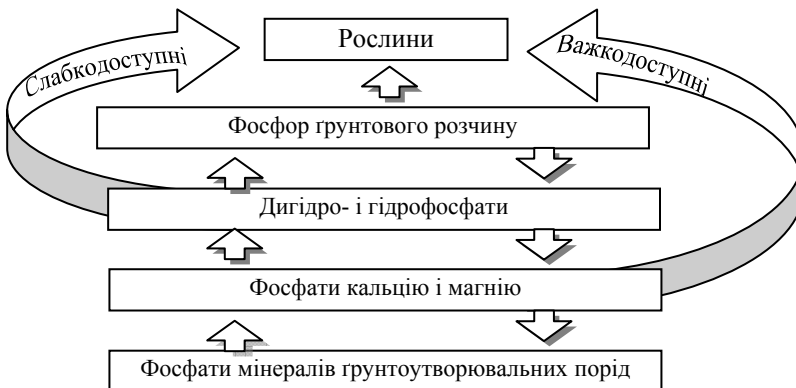 Рослини
Слабкодоступні
Важкодоступні
Фосфор ґрунтового розчину
Дигідро- і гідрофосфати
Фосфати кальцію і магнію
Фосфати мінералів ґрунтоутворювальних порід